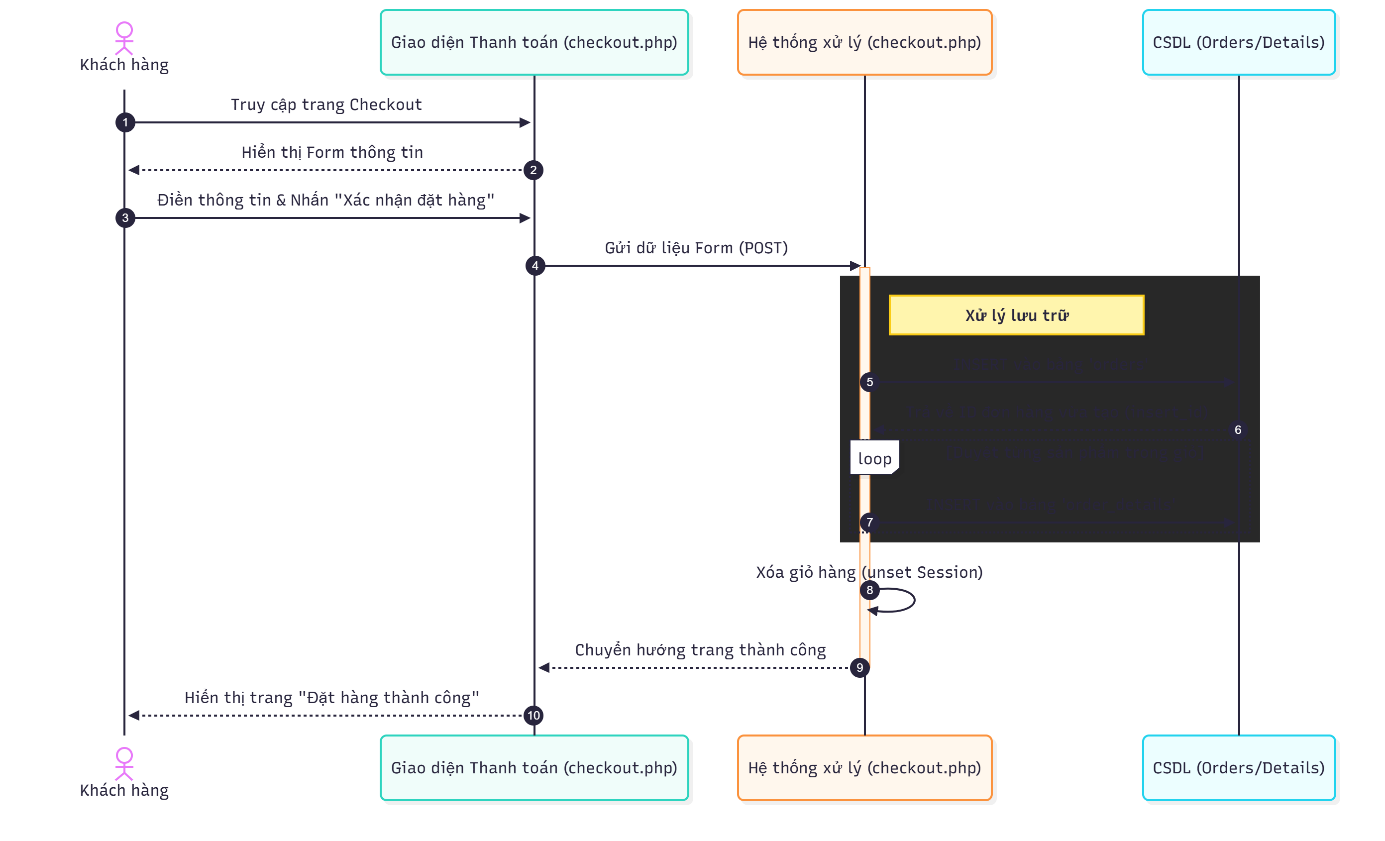 Giao diện Thanh toán (checkout.php)
Hệ thống xử lý (checkout.php)
CSDL (Orders/Details)
Khách hàng
Truy cập trang Checkout
1
Hiển thị Form thông tin
2
Điền thông tin & Nhấn "Xác nhận đặt hàng"
3
Gửi dữ liệu Form (POST)
4
Xử lý lưu trữ
5
6
loop
7
Xóa giỏ hàng (unset Session)
8
Chuyển hướng trang thành công
9
Hiển thị trang "Đặt hàng thành công"
10
Giao diện Thanh toán (checkout.php)
Hệ thống xử lý (checkout.php)
CSDL (Orders/Details)
Khách hàng